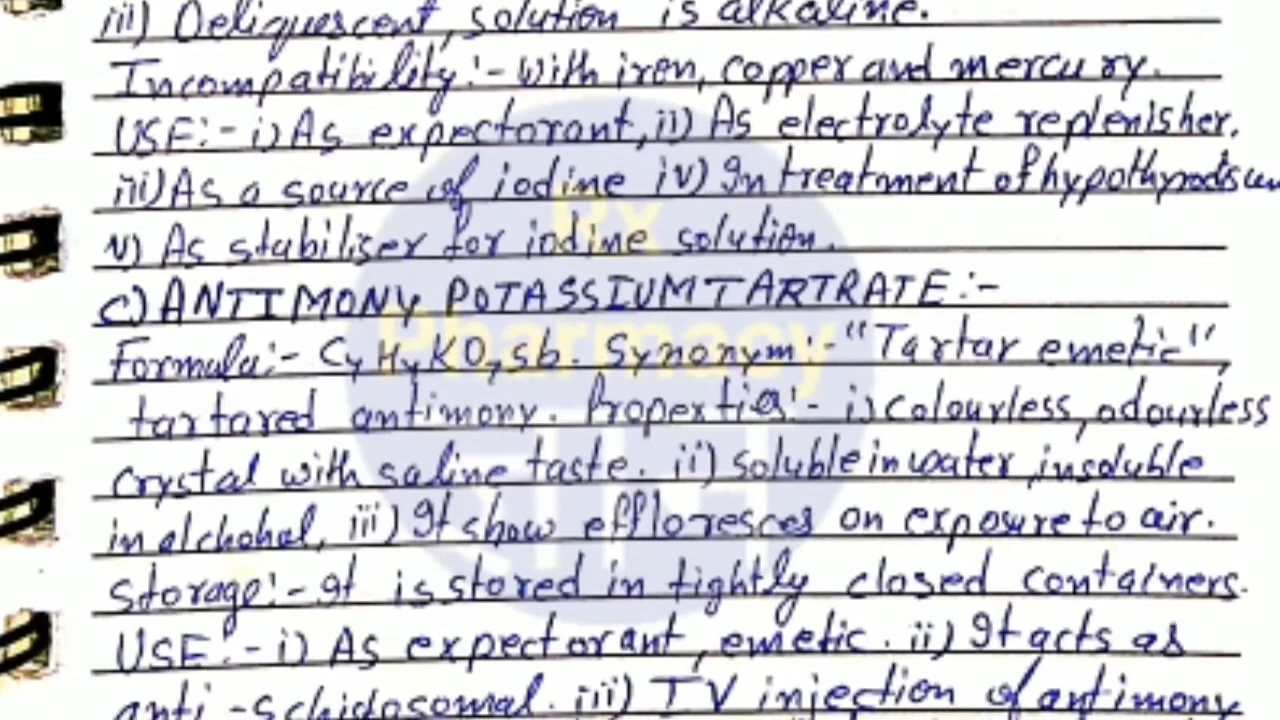 iii) Deliquescent, solution is alkaline.
Incompatibility:- With iron, copper and mercury.
USE:- i) As expectorant, ii) As electrolyte replenisher.
iii) As a source of iodine iv) In treatment of
v) As stabiliser for iodine solution.
C) ANTIMONY POTASSIUM TARTRATE:-
Formula:- C4H4KO7Sb. Synonym:- "Tartar emetic",
tartared antimony. Properties:- i) Colourless, odourless
crystal with saline taste. ii) soluble in water, insoluble
in alchohal, iii) It show effloresces on exposure to air.
Storage:- It is stored in tightly closed containers.
USE:- i) As expectorant, emetic. ii) It acts as
anti-schidosomal. iii) IV injection of antimony
Rx
Pharmacy